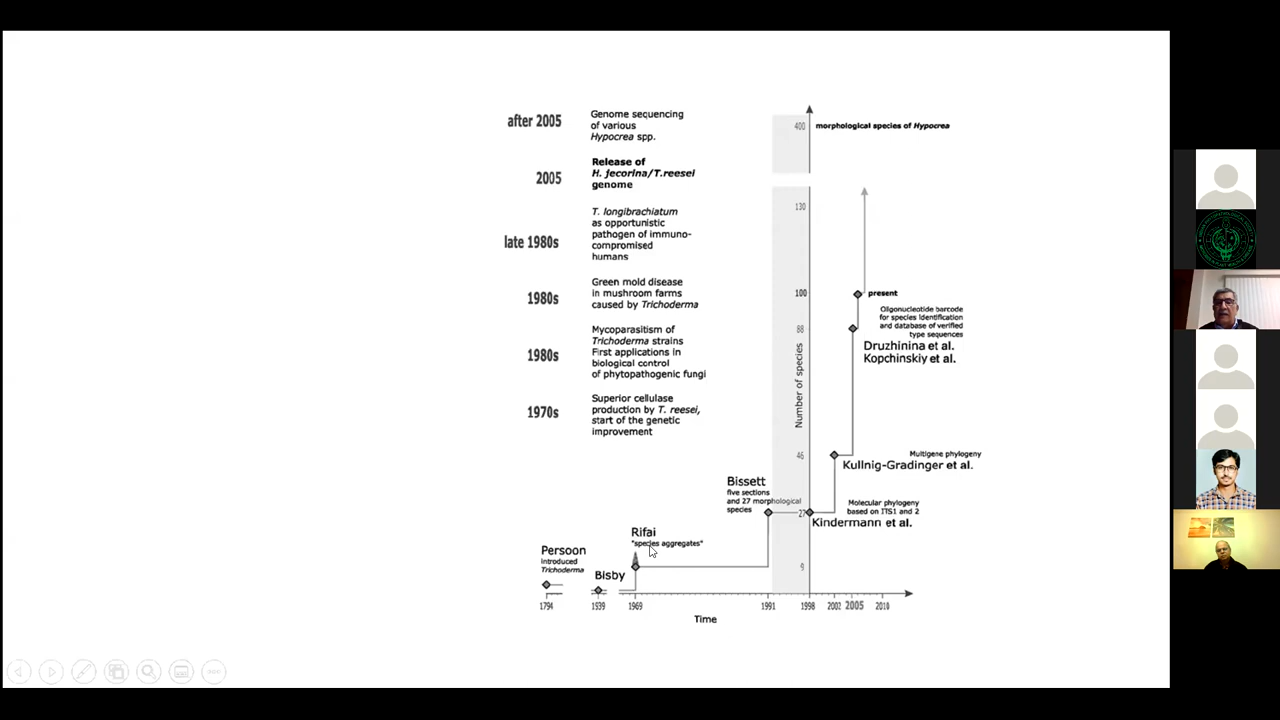 after 2005
Genome sequencing
of various
Hypocrea spp.
2005
Release of
H. jecorina/T.reesei
genome
late 1980s
T. longibrachiatum
as opportunistic
pathogen of immuno-
compromised
humans
1980s
Green mold disease
in mushroom farms
caused by Trichoderma
1980s
Mycoparasitism of
Trichoderma strains
First applications in
biological control
of phytopathogenic fungi
1970s
Superior cellulase
production by T. reesei,
start of the genetic
improvement
400
morphological species of Hypocrea
130
100
present
Oligonucleotide barcode
for species identification
and database of verified
type sequences
88
Druzhinina et al.
Kopchinskiy et al.
Number of species
46
Multigene phylogeny
Kullnig-Gradinger et al.
Bissett
five sections
and 27 morphological
species
27
Molecular phylogeny
based on ITS1 and 2
Kindermann et al.
Rifai
"species aggregates"
Persoon
introduced
Trichoderma
Bisby
9
1794
1939
1969
1991
1998
2002
2005
2010
Time